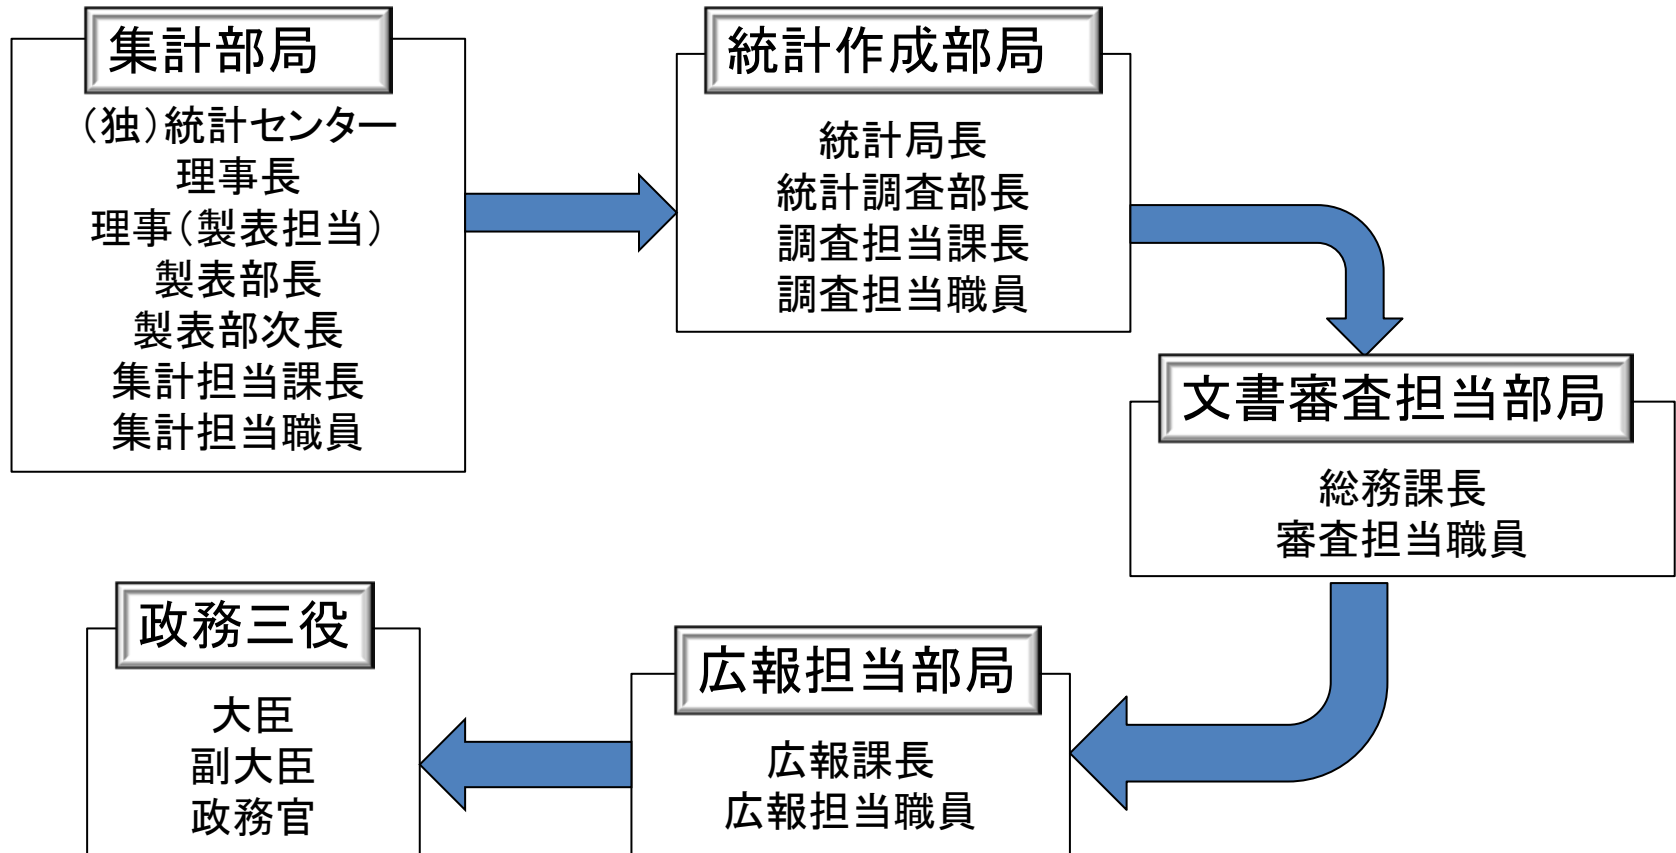 集計部局
（独）統計センター
理事長
理事（製表担当）
製表部長
製表部次長
集計担当課長
集計担当職員
統計作成部局
統計局長
統計調査部長
調査担当課長
調査担当職員
文書審査担当部局
総務課長
審査担当職員
広報担当部局
広報課長
広報担当職員
政務三役
大臣
副大臣
政務官